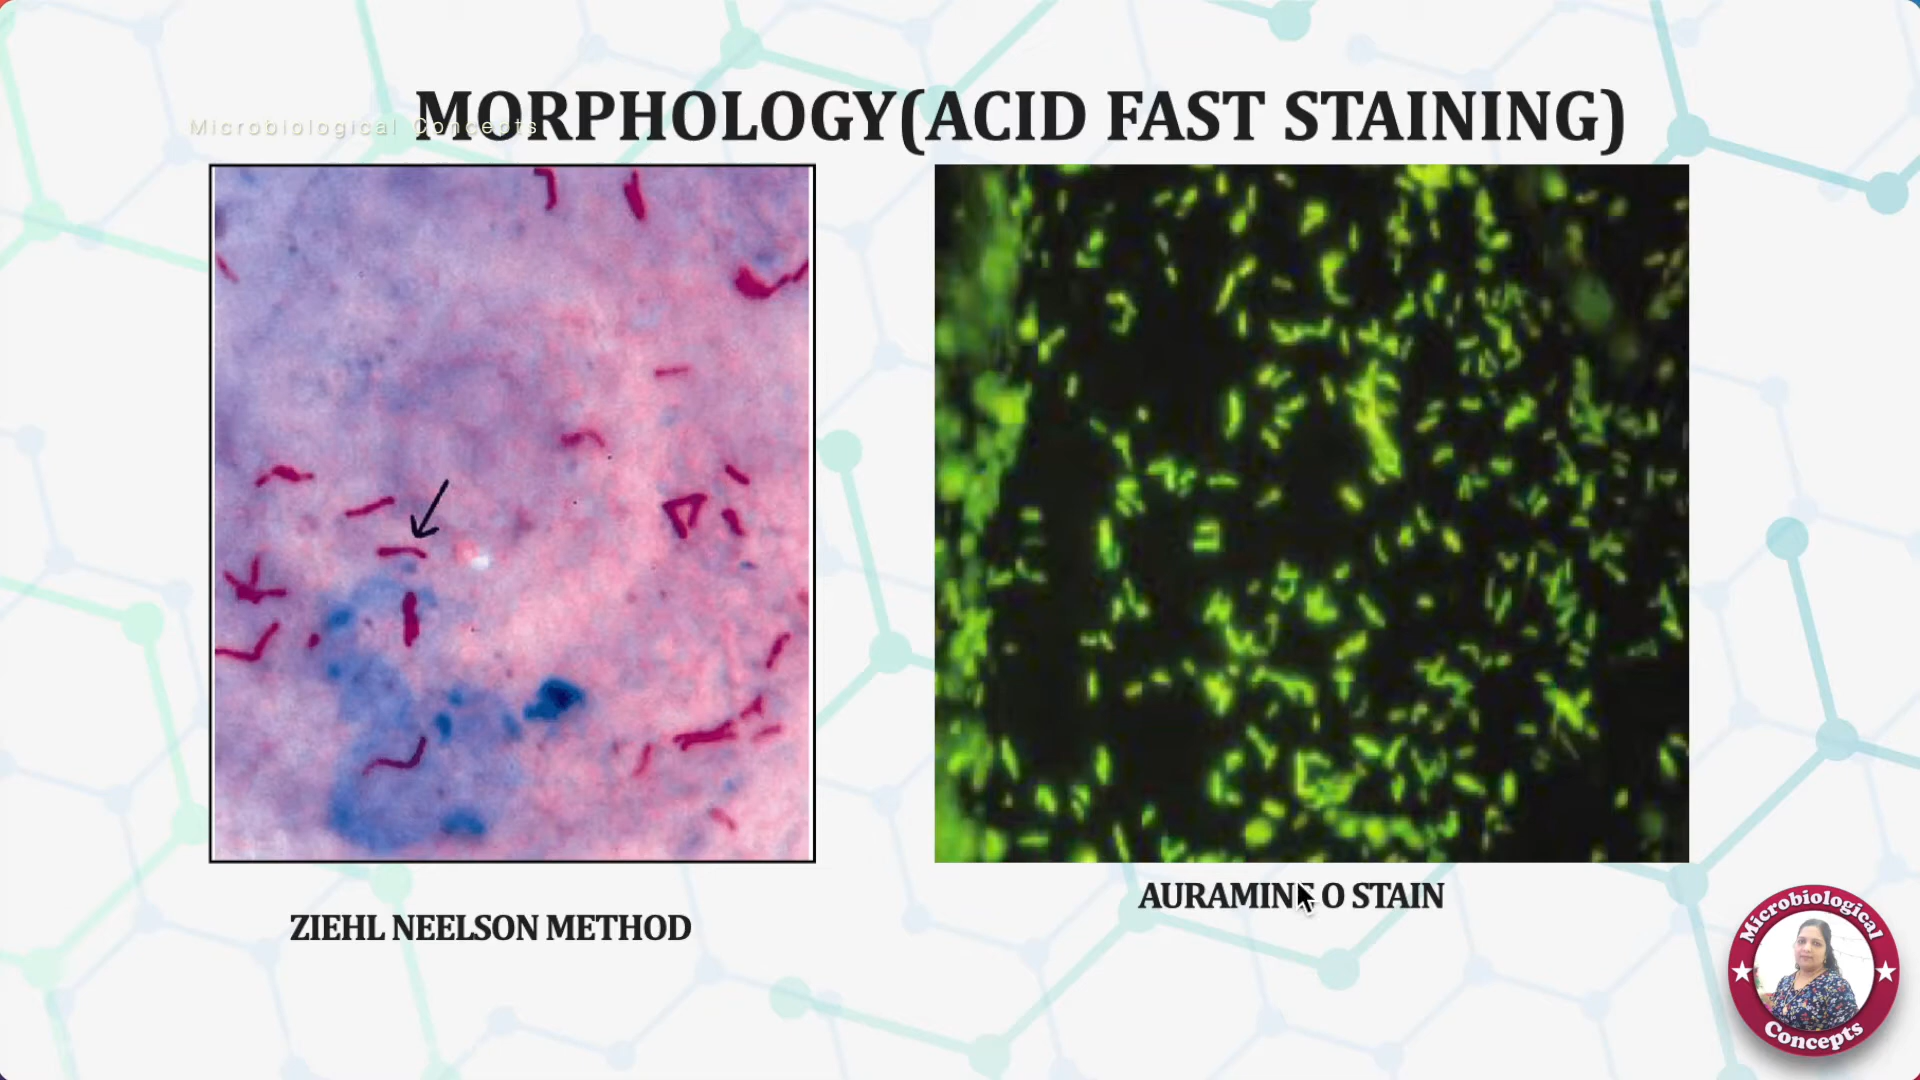 MORPHOLOGY(ACID FAST STAINING)
Microbiological Concepts
ZIEHL NEELSON METHOD
AURAMINE O STAIN
Microbiological
Concepts